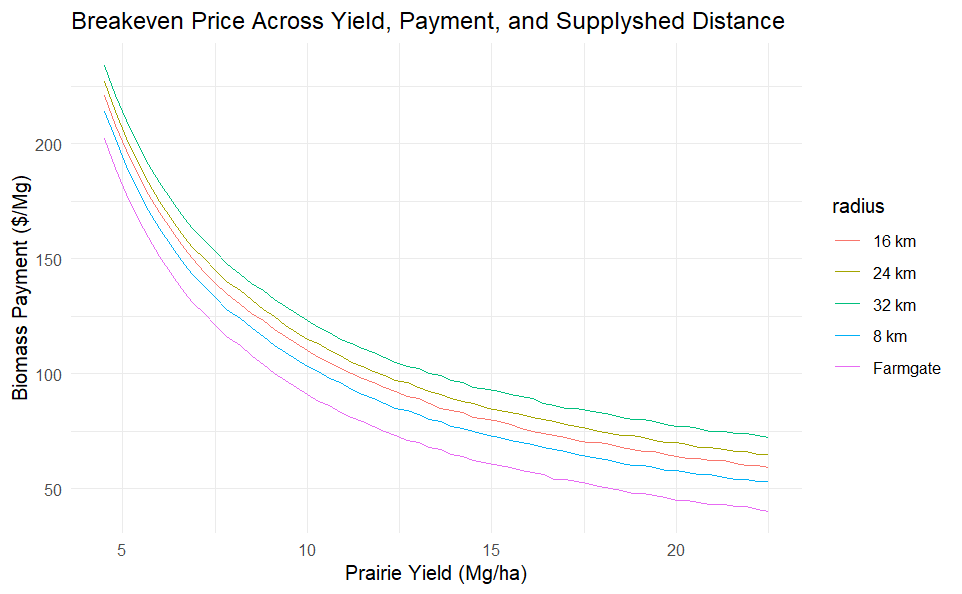 Breakeven Price Across Yield, Payment, and Supplyshed Distance
Biomass Payment ($/Mg)
200
150
100
50
5
10
15
20
Prairie Yield (Mg/ha)
radius
16 km
24 km
32 km
8 km
Farmgate